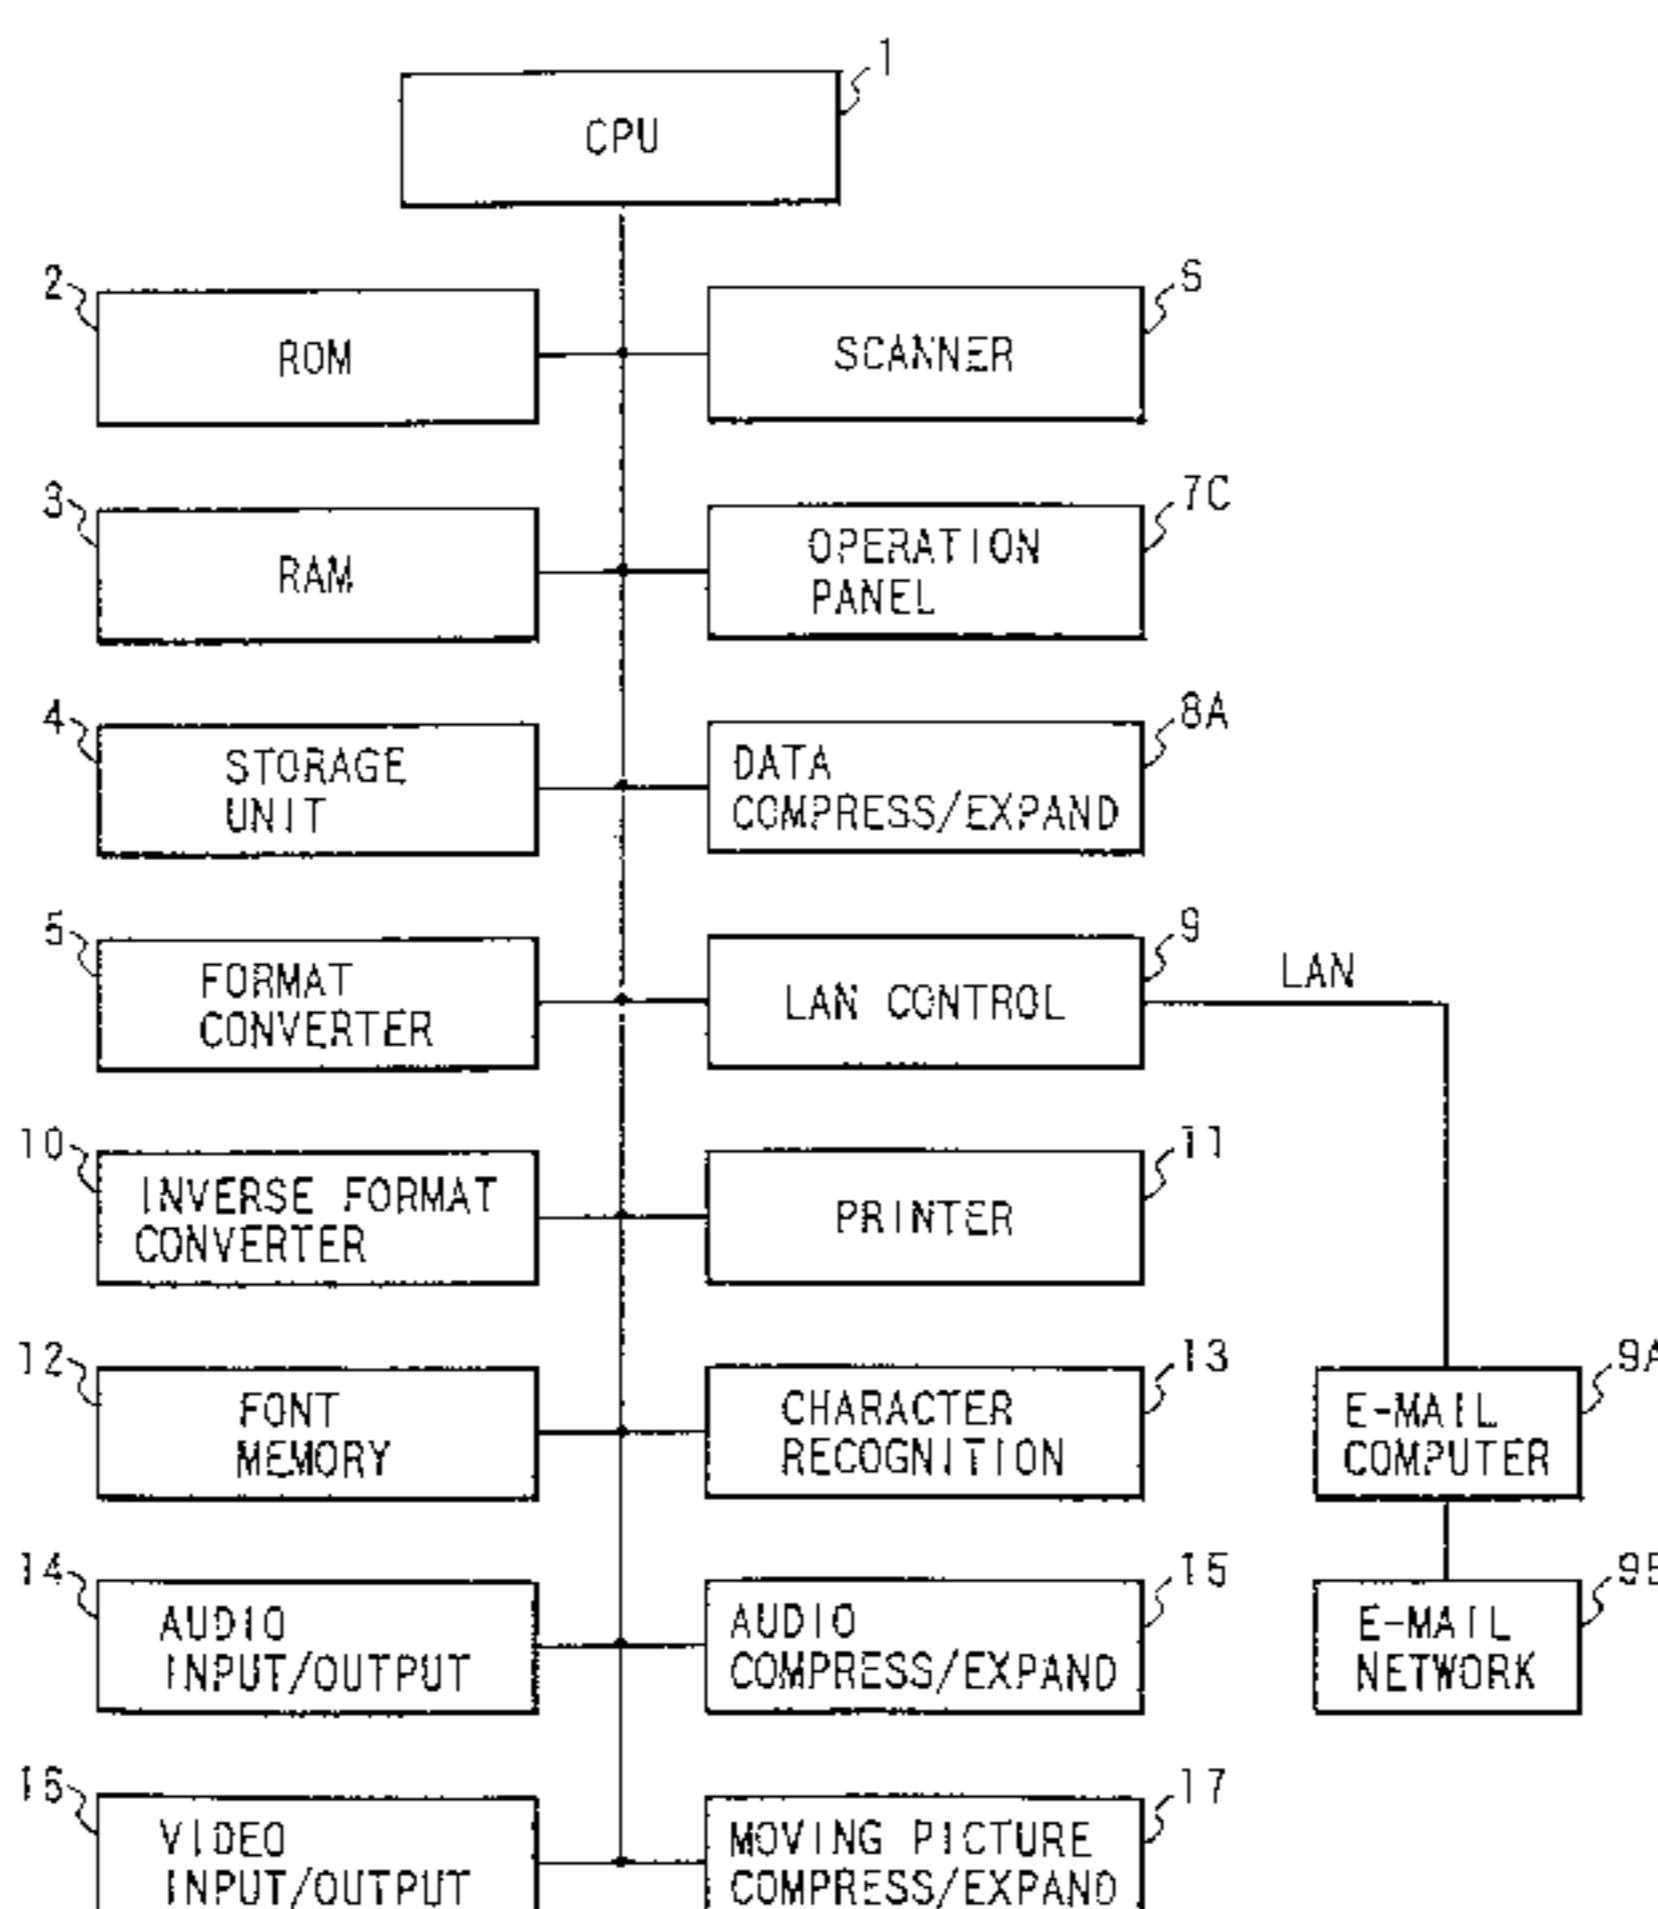 1
CPU
2
ROM
6
SCANNER
3
RAM
7C
OPERATION
PANEL
4
STORAGE
UNIT
8A
DATA
COMPRESS/EXPAND
5
FORMAT
CONVERTER
9
LAN CONTROL
LAN
10
INVERSE FORMAT
CONVERTER
11
PRINTER
12
FONT
MEMORY
13
CHARACTER
RECOGNITION
9A
E-MAIL
COMPUTER
14
AUDIO
INPUT/OUTPUT
15
AUDIO
COMPRESS/EXPAND
9B
E-MAIL
NETWORK
16
VIDEO
INPUT/OUTPUT
17
MOVING PICTURE
COMPRESS/EXPAND